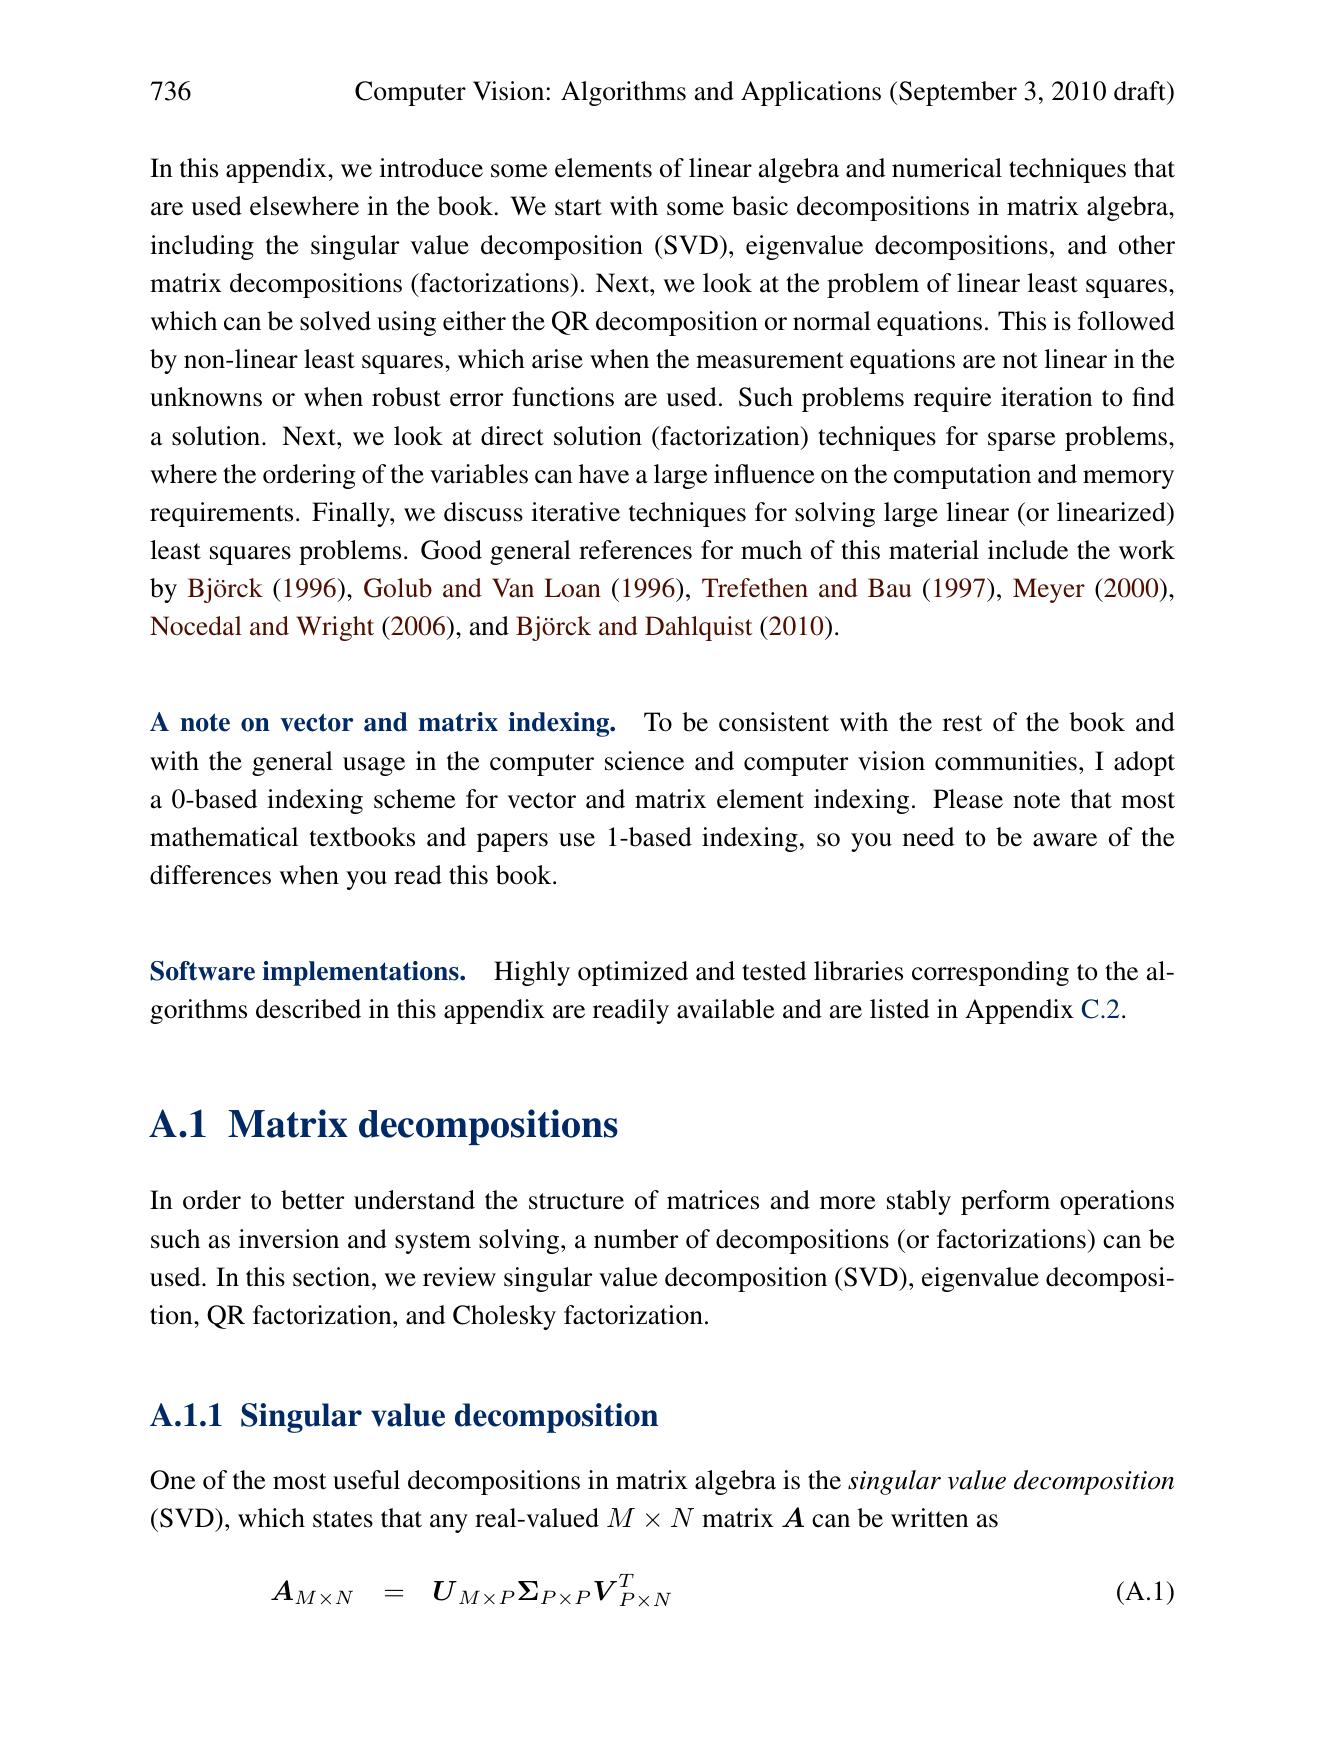 736 Computer Vision: Algorithms and Applications (September 3, 2010 draft)
In this appendix, we introduce some elements of linear algebra and numerical techniques that
are used elsewhere in the book. We start with some basic decompositions in matrix algebra,
including the singular value decomposition (SVD), eigenvalue decompositions, and other
matrix decompositions (factorizations). Next, we look at the problem of linear least squares,
which can be solved using either the QR decomposition or normal equations. This is followed
by non-linear least squares, which arise when the measurement equations are not linear in the
unknowns or when robust error functions are used. Such problems require iteration to find
a solution. Next, we look at direct solution (factorization) techniques for sparse problems,
where the ordering of the variables can have a large influence on the computation and memory
requirements. Finally, we discuss iterative techniques for solving large linear (or linearized)
least squares problems. Good general references for much of this material include the work
by Björck (1996), Golub and Van Loan (1996), Trefethen and Bau (1997), Meyer (2000),
Nocedal and Wright (2006), and Björck and Dahlquist (2010).
A note on vector and matrix indexing. To be consistent with the rest of the book and
with the general usage in the computer science and computer vision communities, I adopt
a 0-based indexing scheme for vector and matrix element indexing. Please note that most
mathematical textbooks and papers use 1-based indexing, so you need to be aware of the
differences when you read this book.
Software implementations. Highly optimized and tested libraries corresponding to the al-
gorithms described in this appendix are readily available and are listed in Appendix C.2.
A.1 Matrix decompositions
In order to better understand the structure of matrices and more stably perform operations
such as inversion and system solving, a number of decompositions (or factorizations) can be
used. In this section, we review singular value decomposition (SVD), eigenvalue decomposi-
tion, QR factorization, and Cholesky factorization.
A.1.1 Singular value decomposition
One of the most useful decompositions in matrix algebra is the singular value decomposition
(SVD), which states that any real-valued M × N matrix A can be written as
A_{M×N} = U_{M×P} Σ_{P×P} V^T_{P×N} (A.1)